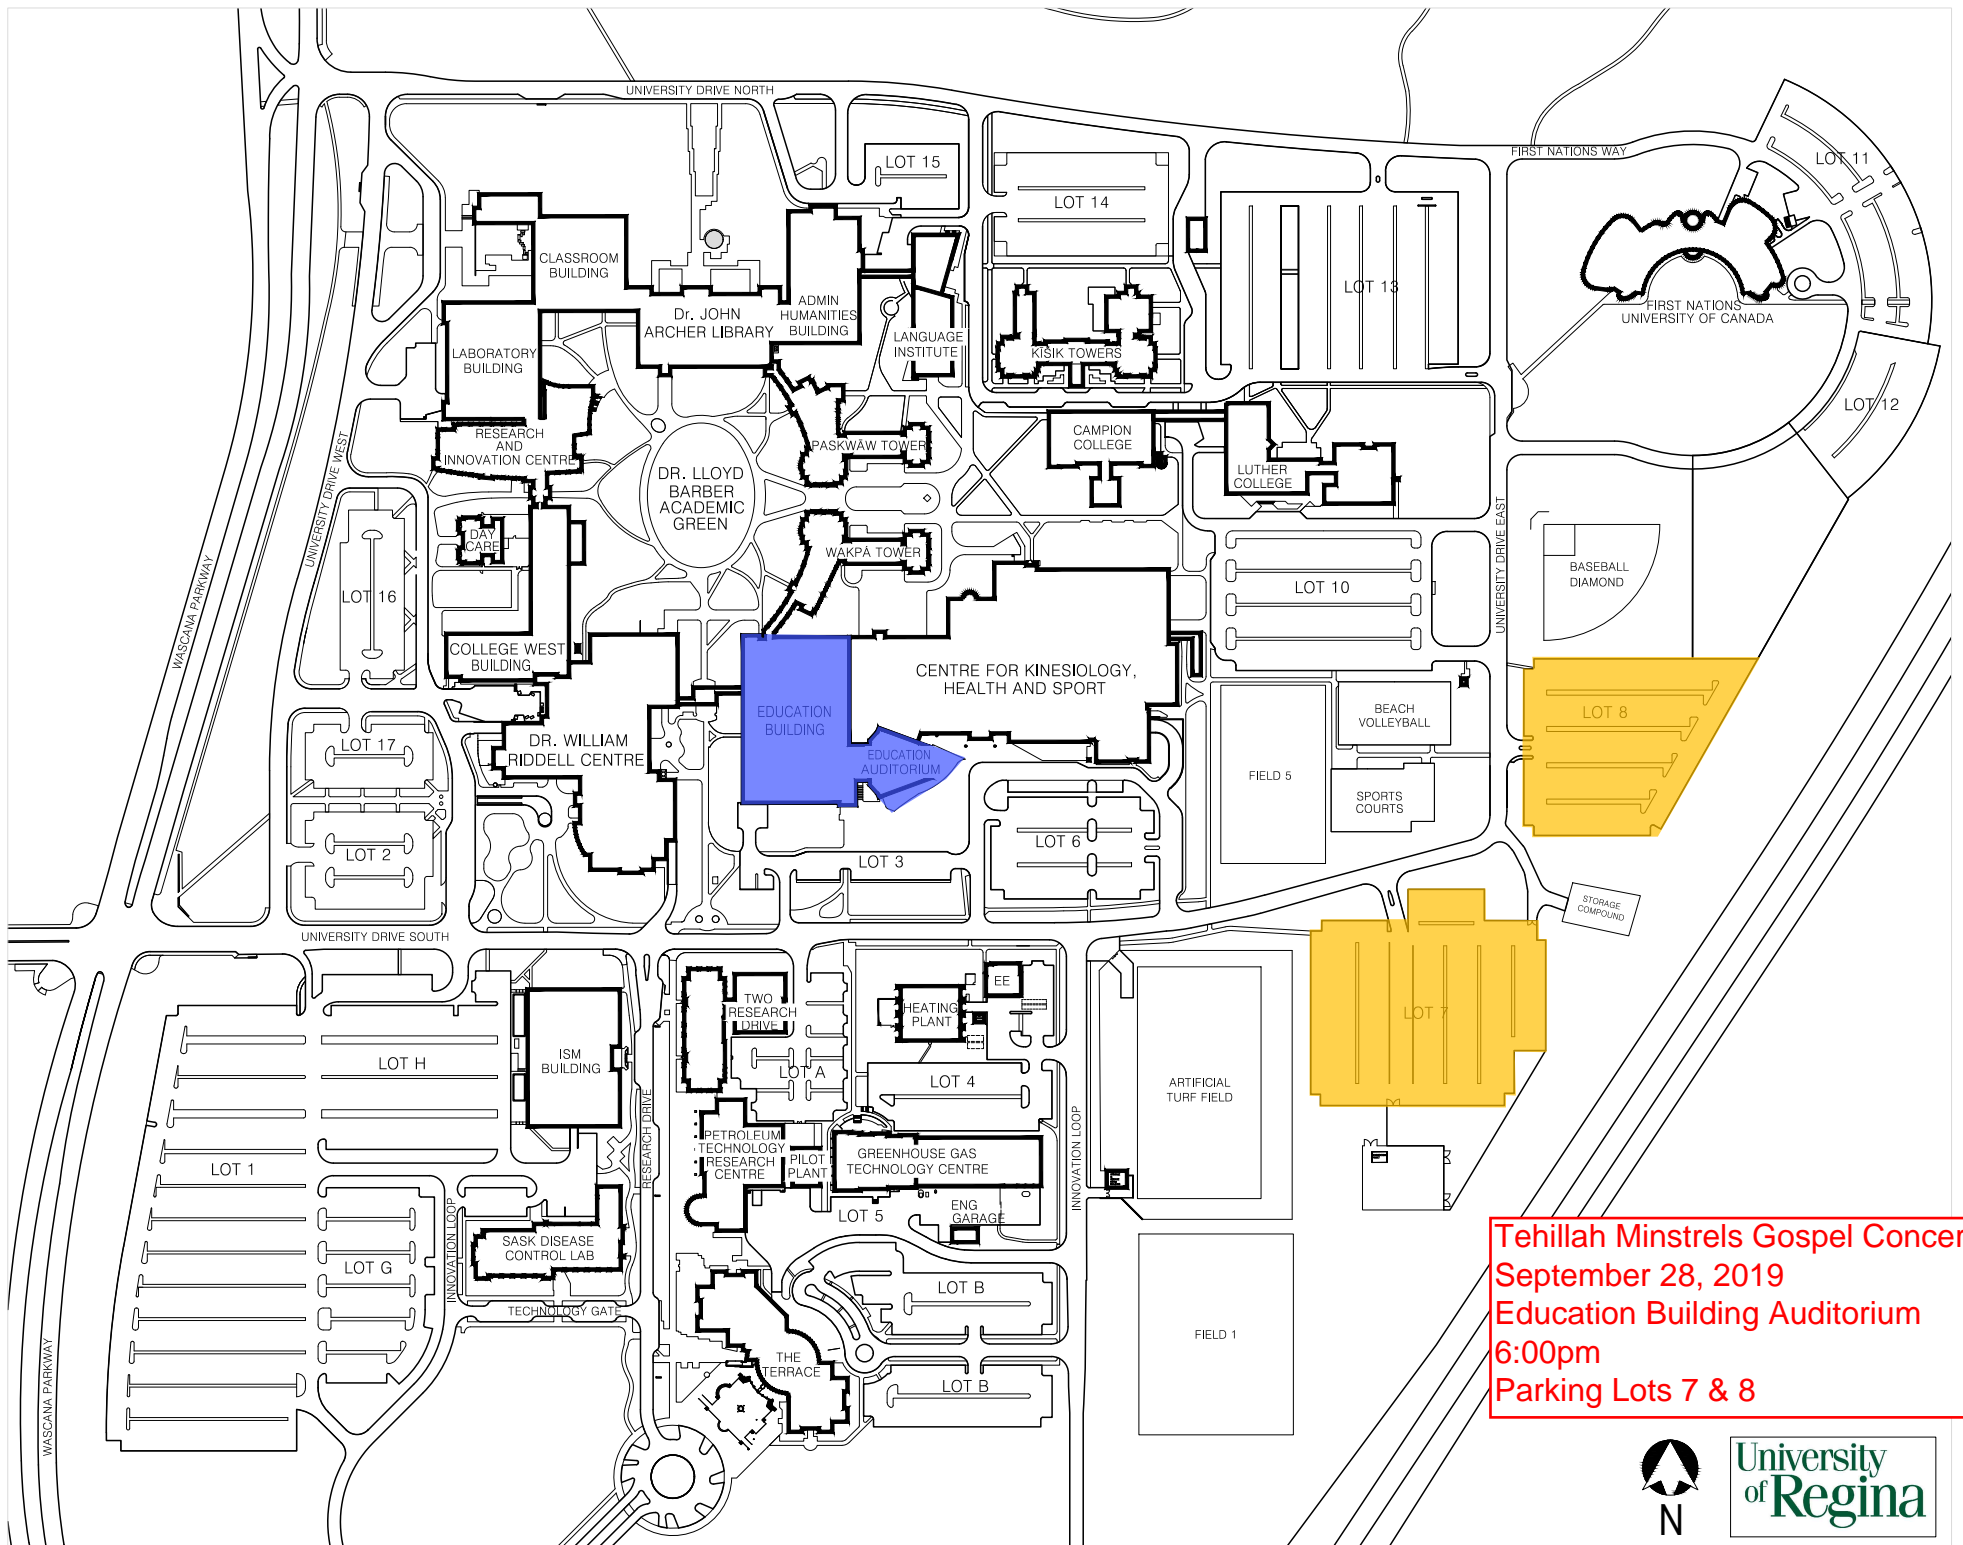 UNIVERSITY DRIVE NORTH
FIRST NATIONS WAY
LOT 11
LOT 15
LOT 14
CLASSROOM
BUILDING
LOT 13
ADMIN
HUMANITIES
BUILDING
Dr. JOHN
ARCHER LIBRARY
FIRST NATIONS
UNIVERSITY OF CANADA
LANGUAGE
INSTITUTE
KĪSIK TOWERS
LABORATORY
BUILDING
LOT 12
RESEARCH
AND
INNOVATION CENTRE
PASKWĀW TOWER
CAMPION
COLLEGE
LUTHER
COLLEGE
UNIVERSITY DRIVE WEST
DR. LLOYD
BARBER
ACADEMIC
GREEN
UNIVERSITY DRIVE EAST
DAY
CARE
WAKPĀ TOWER
BASEBALL
DIAMOND
WASCANA PARKWAY
LOT 16
LOT 10
COLLEGE WEST
BUILDING
CENTRE FOR KINESIOLOGY,
HEALTH AND SPORT
EDUCATION
BUILDING
BEACH
VOLLEYBALL
LOT 8
LOT 17
DR. WILLIAM
RIDDELL CENTRE
EDUCATION
AUDITORIUM
FIELD 5
SPORTS
COURTS
LOT 2
LOT 3
LOT 6
STORAGE
COMPOUND
UNIVERSITY DRIVE SOUTH
TWO
RESEARCH
DRIVE
HEATING
PLANT
EE
LOT 7
LOT H
ISM
BUILDING
LOT A
LOT 4
ARTIFICIAL
TURF FIELD
RESEARCH DRIVE
INNOVATION LOOP
LOT 1
PETROLEUM
TECHNOLOGY
RESEARCH
CENTRE
PILOT
PLANT
GREENHOUSE GAS
TECHNOLOGY CENTRE
LOT 5
ENG
GARAGE
INNOVATION LOOP
SASK DISEASE
CONTROL LAB
LOT G
TECHNOLOGY GATE
LOT B
FIELD 1
THE
TERRACE
LOT B
WASCANA PARKWAY
Tehillah Minstrels Gospel Concer
September 28, 2019
Education Building Auditorium
6:00pm
Parking Lots 7 & 8
N
University
of Regina